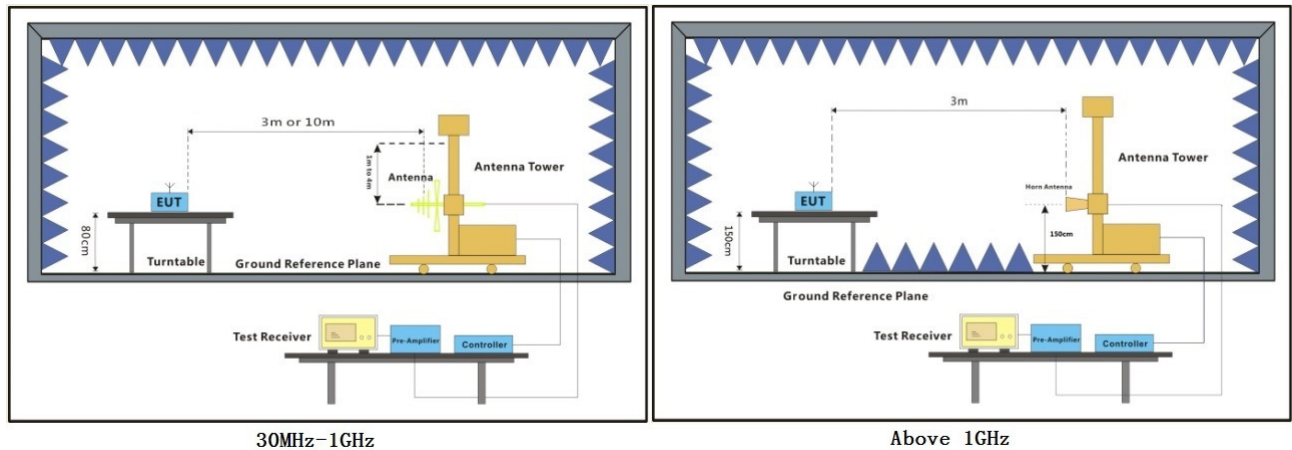 3m or 10m
1m to 4m
Antenna
Antenna Tower
EUT
80cm
Turntable
Ground Reference Plane
Test Receiver
Pre-Amplifier
Controller
30MHz-1GHz
3m
Antenna Tower
Horn Antenna
EUT
150cm
150cm
Turntable
Ground Reference Plane
Test Receiver
Pre-Amplifier
Controller
Above 1GHz